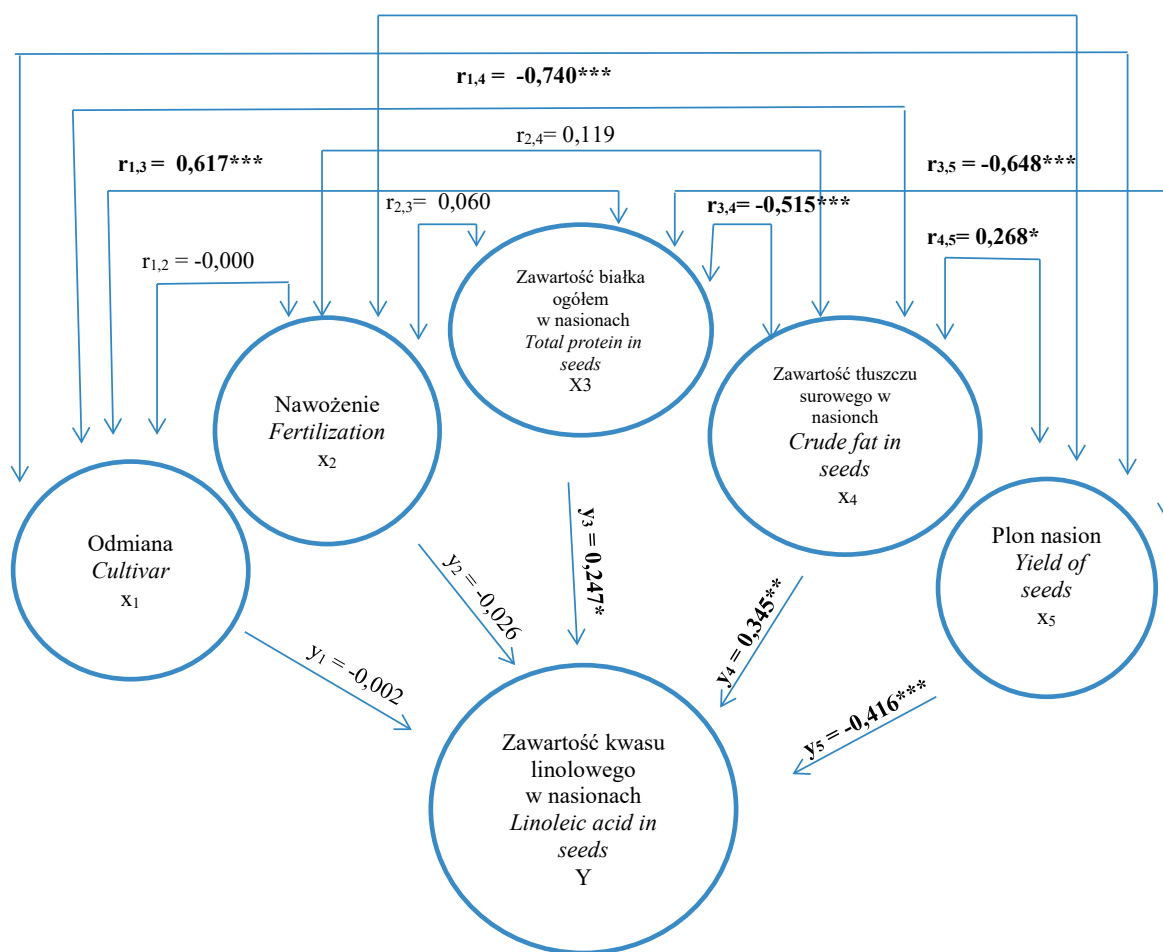 r1,4 = -0,740***
r2,4= 0,119
r1,3 = 0,617***
r3,5= -0,648***
r2,3= 0,060
r3,4= -0,515***
r4,5= 0,268*
r1,2 = -0,000
Zawartość białka
ogółem
w nasionach
Total protein in
seeds
X3
Nawożenie
Fertilization
x2
Zawartość tłuszczu
surowego w
nasionch
Crude fat in
seeds
x4
Odmiana
Cultivar
x1
Plon nasion
Yield of
seeds
x5
y1 = -0,002
y2 = -0,026
y3 = 0,247*
y4 = 0,345**
y5 = -0,416***
Zawartość kwasu
linolowego
w nasionach
Linoleic acid in
seeds
Y